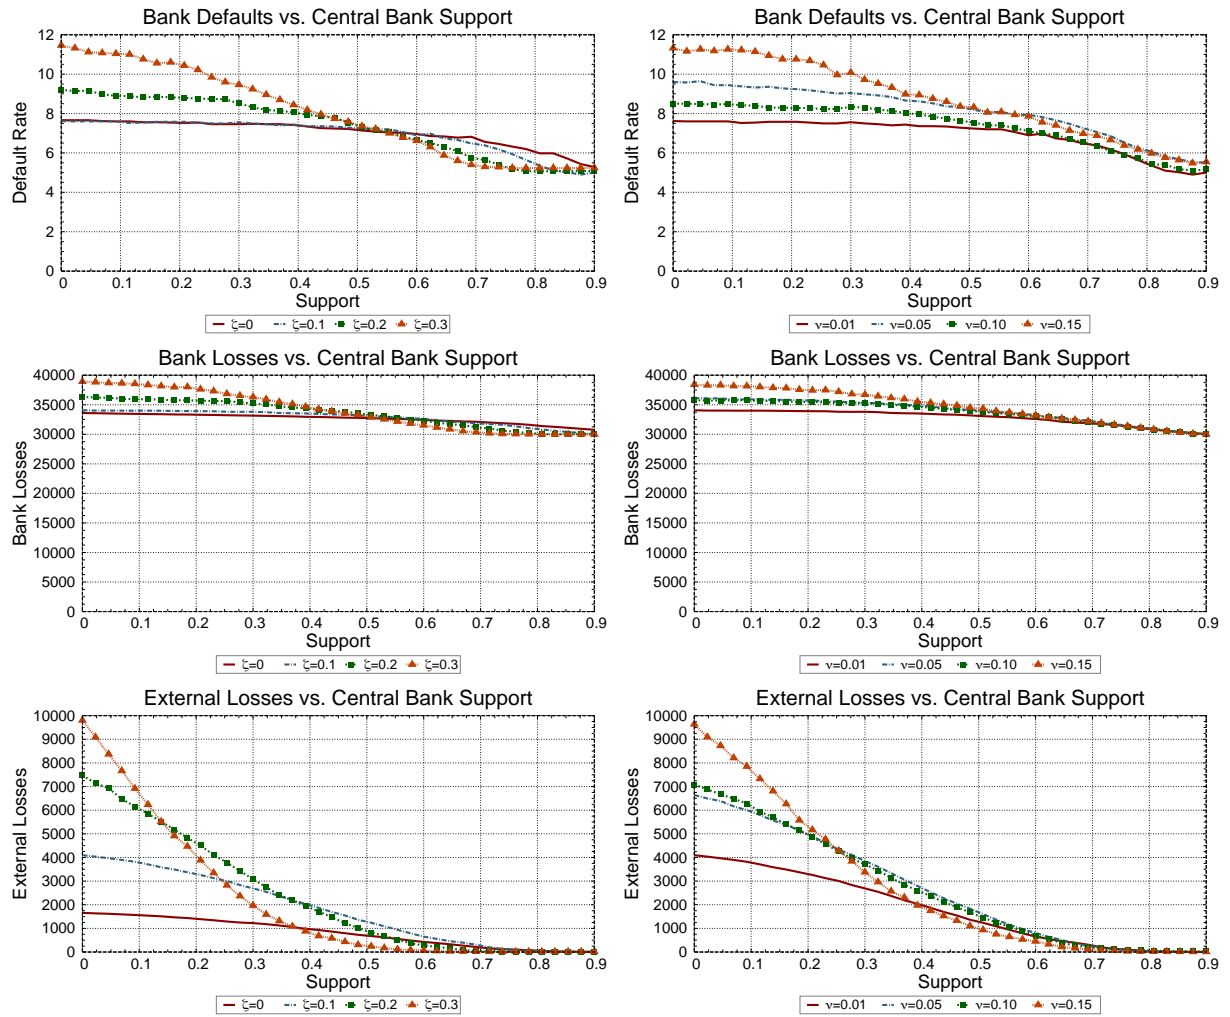 Bank Defaults vs. Central Bank Support
12
10
8
6
4
2
0
Default Rate
0 0.1 0.2 0.3 0.4 0.5 0.6 0.7 0.8 0.9
Support
ζ=0 ζ=0.1 ζ=0.2 ζ=0.3
Bank Defaults vs. Central Bank Support
12
10
8
6
4
2
0
Default Rate
0 0.1 0.2 0.3 0.4 0.5 0.6 0.7 0.8 0.9
Support
ν=0.01 ν=0.05 ν=0.10 ν=0.15
Bank Losses vs. Central Bank Support
40000
35000
30000
25000
20000
15000
10000
5000
0
Bank Losses
0 0.1 0.2 0.3 0.4 0.5 0.6 0.7 0.8 0.9
Support
ζ=0 ζ=0.1 ζ=0.2 ζ=0.3
Bank Losses vs. Central Bank Support
40000
35000
30000
25000
20000
15000
10000
5000
0
Bank Losses
0 0.1 0.2 0.3 0.4 0.5 0.6 0.7 0.8 0.9
Support
ν=0.01 ν=0.05 ν=0.10 ν=0.15
External Losses vs. Central Bank Support
10000
9000
8000
7000
6000
5000
4000
3000
2000
1000
0
External Losses
0 0.1 0.2 0.3 0.4 0.5 0.6 0.7 0.8 0.9
Support
ζ=0 ζ=0.1 ζ=0.2 ζ=0.3
External Losses vs. Central Bank Support
10000
9000
8000
7000
6000
5000
4000
3000
2000
1000
0
External Losses
0 0.1 0.2 0.3 0.4 0.5 0.6 0.7 0.8 0.9
Support
ν=0.01 ν=0.05 ν=0.10 ν=0.15